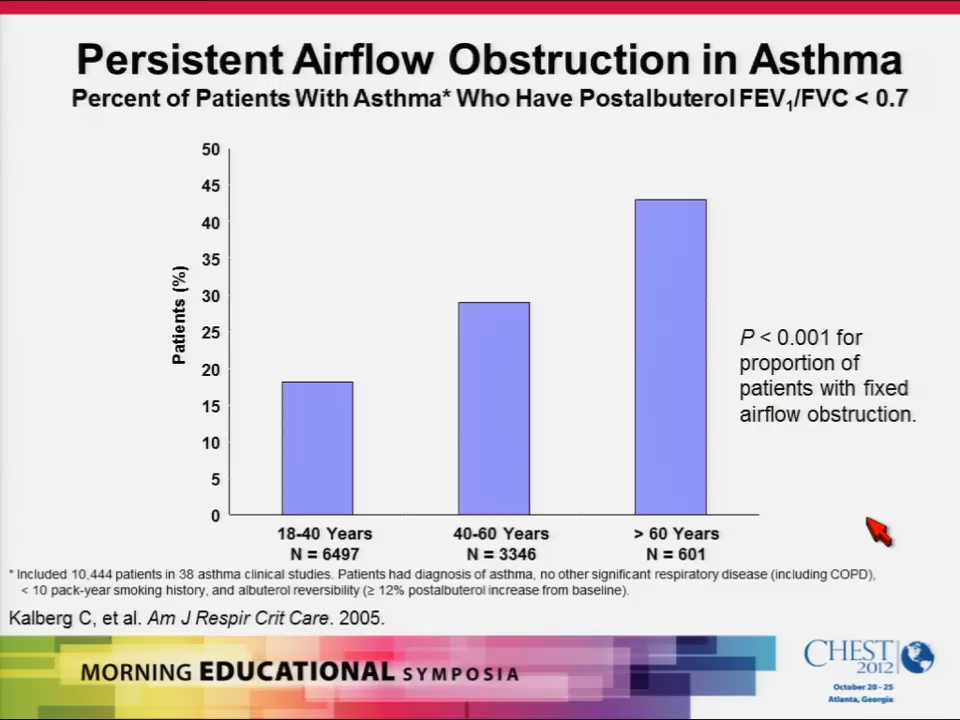 Persistent Airflow Obstruction in Asthma
Percent of Patients With Asthma* Who Have Postalbuterol FEV1/FVC < 0.7
50
45
40
35
30
25
20
15
10
5
0
Patients (%)
18-40 Years
N = 6497
40-60 Years
N = 3346
> 60 Years
N = 601
P < 0.001 for
proportion of
patients with fixed
airflow obstruction.
* Included 10,444 patients in 38 asthma clinical studies. Patients had diagnosis of asthma, no other significant respiratory disease (including COPD),
< 10 pack-year smoking history, and albuterol reversibility (≥ 12% postalbuterol increase from baseline).
Kalberg C, et al. Am J Respir Crit Care. 2005.
MORNING EDUCATIONAL SYMPOSIA
CHEST
2012
October 20 - 25
Atlanta, Georgia